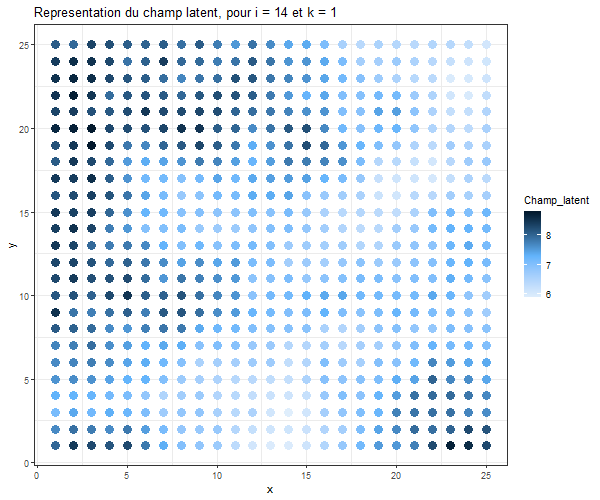 Representation du champ latent, pour i = 14 et k = 1
25
20
15
10
5
0
y
0 5 10 15 20 25
x
Champ_latent
8
7
6